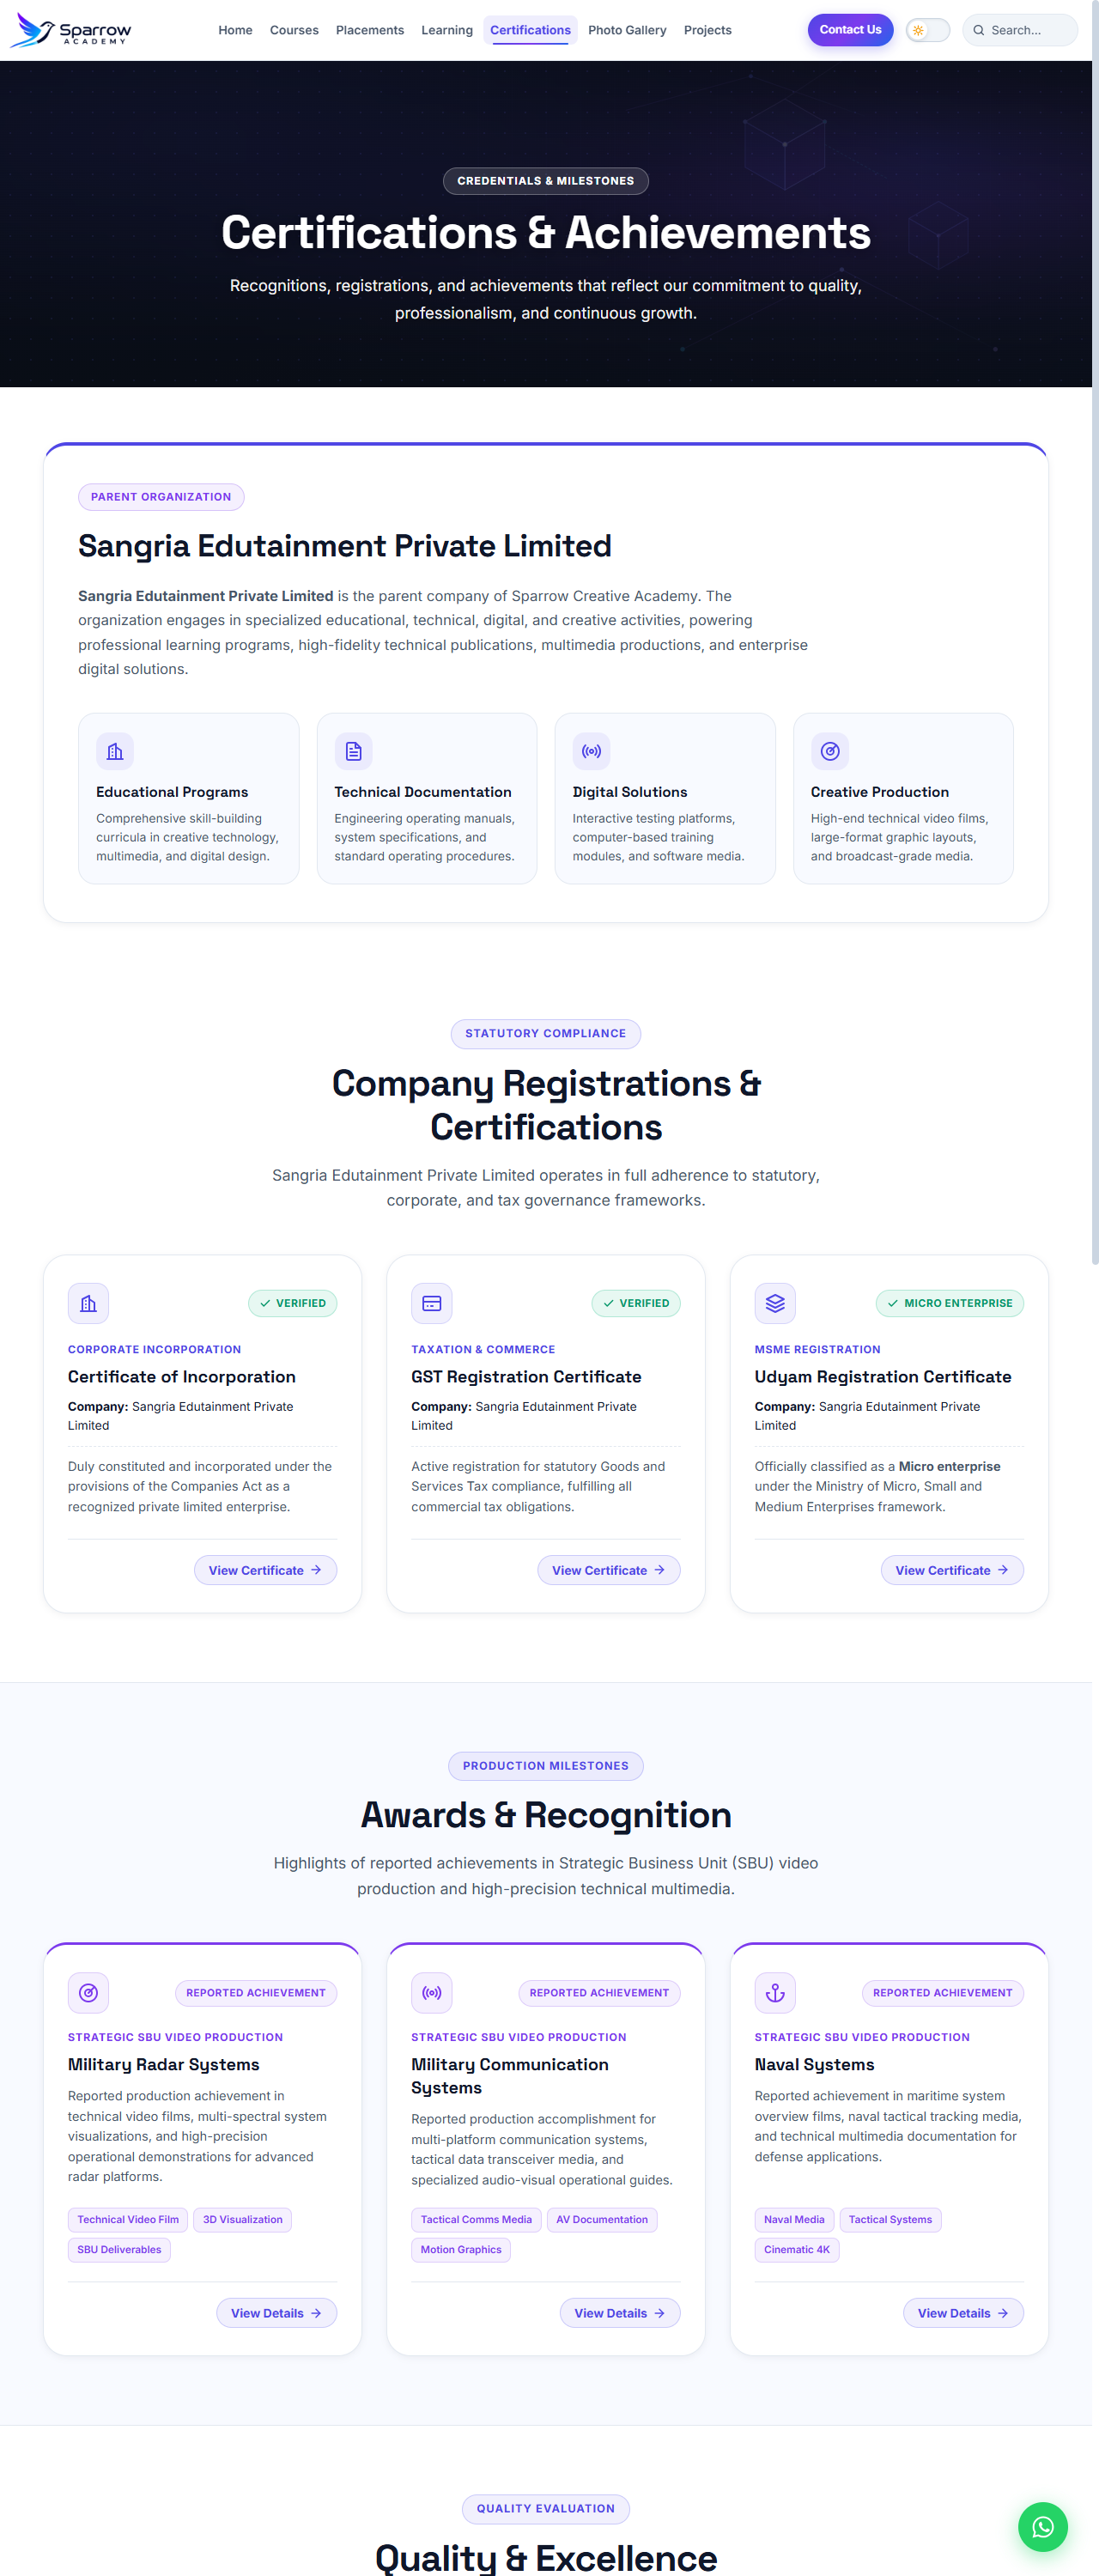 Sparrow
ACADEMY
Home
Courses
Placements
Learning
Certifications
Photo Gallery
Projects
Contact Us
Search...
CREDENTIALS & MILESTONES
Certifications & Achievements
Recognitions, registrations, and achievements that reflect our commitment to quality,
professionalism, and continuous growth.
PARENT ORGANIZATION
Sangria Edutainment Private Limited
Sangria Edutainment Private Limited is the parent company of Sparrow Creative Academy. The
organization engages in specialized educational, technical, digital, and creative activities, powering
professional learning programs, high-fidelity technical publications, multimedia productions, and enterprise
digital solutions.
Educational Programs
Comprehensive skill-building
curricula in creative technology,
multimedia, and digital design.
Technical Documentation
Engineering operating manuals,
system specifications, and
standard operating procedures.
Digital Solutions
Interactive testing platforms,
computer-based training
modules, and software media.
Creative Production
High-end technical video films,
large-format graphic layouts,
and broadcast-grade media.
STATUTORY COMPLIANCE
Company Registrations &
Certifications
Sangria Edutainment Private Limited operates in full adherence to statutory,
corporate, and tax governance frameworks.
VERIFIED
CORPORATE INCORPORATION
Certificate of Incorporation
Company: Sangria Edutainment Private
Limited
Duly constituted and incorporated under the
provisions of the Companies Act as a
recognized private limited enterprise.
View Certificate
VERIFIED
TAXATION & COMMERCE
GST Registration Certificate
Company: Sangria Edutainment Private
Limited
Active registration for statutory Goods and
Services Tax compliance, fulfilling all
commercial tax obligations.
View Certificate
MICRO ENTERPRISE
MSME REGISTRATION
Udyam Registration Certificate
Company: Sangria Edutainment Private
Limited
Officially classified as a Micro enterprise
under the Ministry of Micro, Small and
Medium Enterprises framework.
View Certificate
PRODUCTION MILESTONES
Awards & Recognition
Highlights of reported achievements in Strategic Business Unit (SBU) video
production and high-precision technical multimedia.
REPORTED ACHIEVEMENT
STRATEGIC SBU VIDEO PRODUCTION
Military Radar Systems
Reported production achievement in
technical video films, multi-spectral system
visualizations, and high-precision
operational demonstrations for advanced
radar platforms.
Technical Video Film
3D Visualization
SBU Deliverables
View Details
REPORTED ACHIEVEMENT
STRATEGIC SBU VIDEO PRODUCTION
Military Communication
Systems
Reported production accomplishment for
multi-platform communication systems,
tactical data transceiver media, and
specialized audio-visual operational guides.
Tactical Comms Media
AV Documentation
Motion Graphics
View Details
REPORTED ACHIEVEMENT
STRATEGIC SBU VIDEO PRODUCTION
Naval Systems
Reported achievement in maritime system
overview films, naval tactical tracking media,
and technical multimedia documentation for
defense applications.
Naval Media
Tactical Systems
Cinematic 4K
View Details
QUALITY EVALUATION
Quality & Excellence